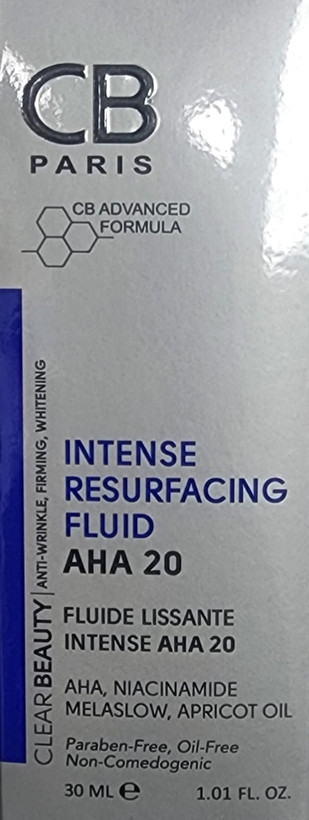 CB
PARIS
CB ADVANCED
FORMULA
CLEAR BEAUTY | ANTI-WRINKLE, FIRMING, WHITENING
INTENSE
RESURFACING
FLUID
AHA 20
FLUIDE LISSANTE
INTENSE AHA 20
AHA, NIACINAMIDE
MELASLOW, APRICOT OIL
Paraben-Free, Oil-Free
Non-Comedogenic
30 ML ℮ 1.01 FL. OZ.